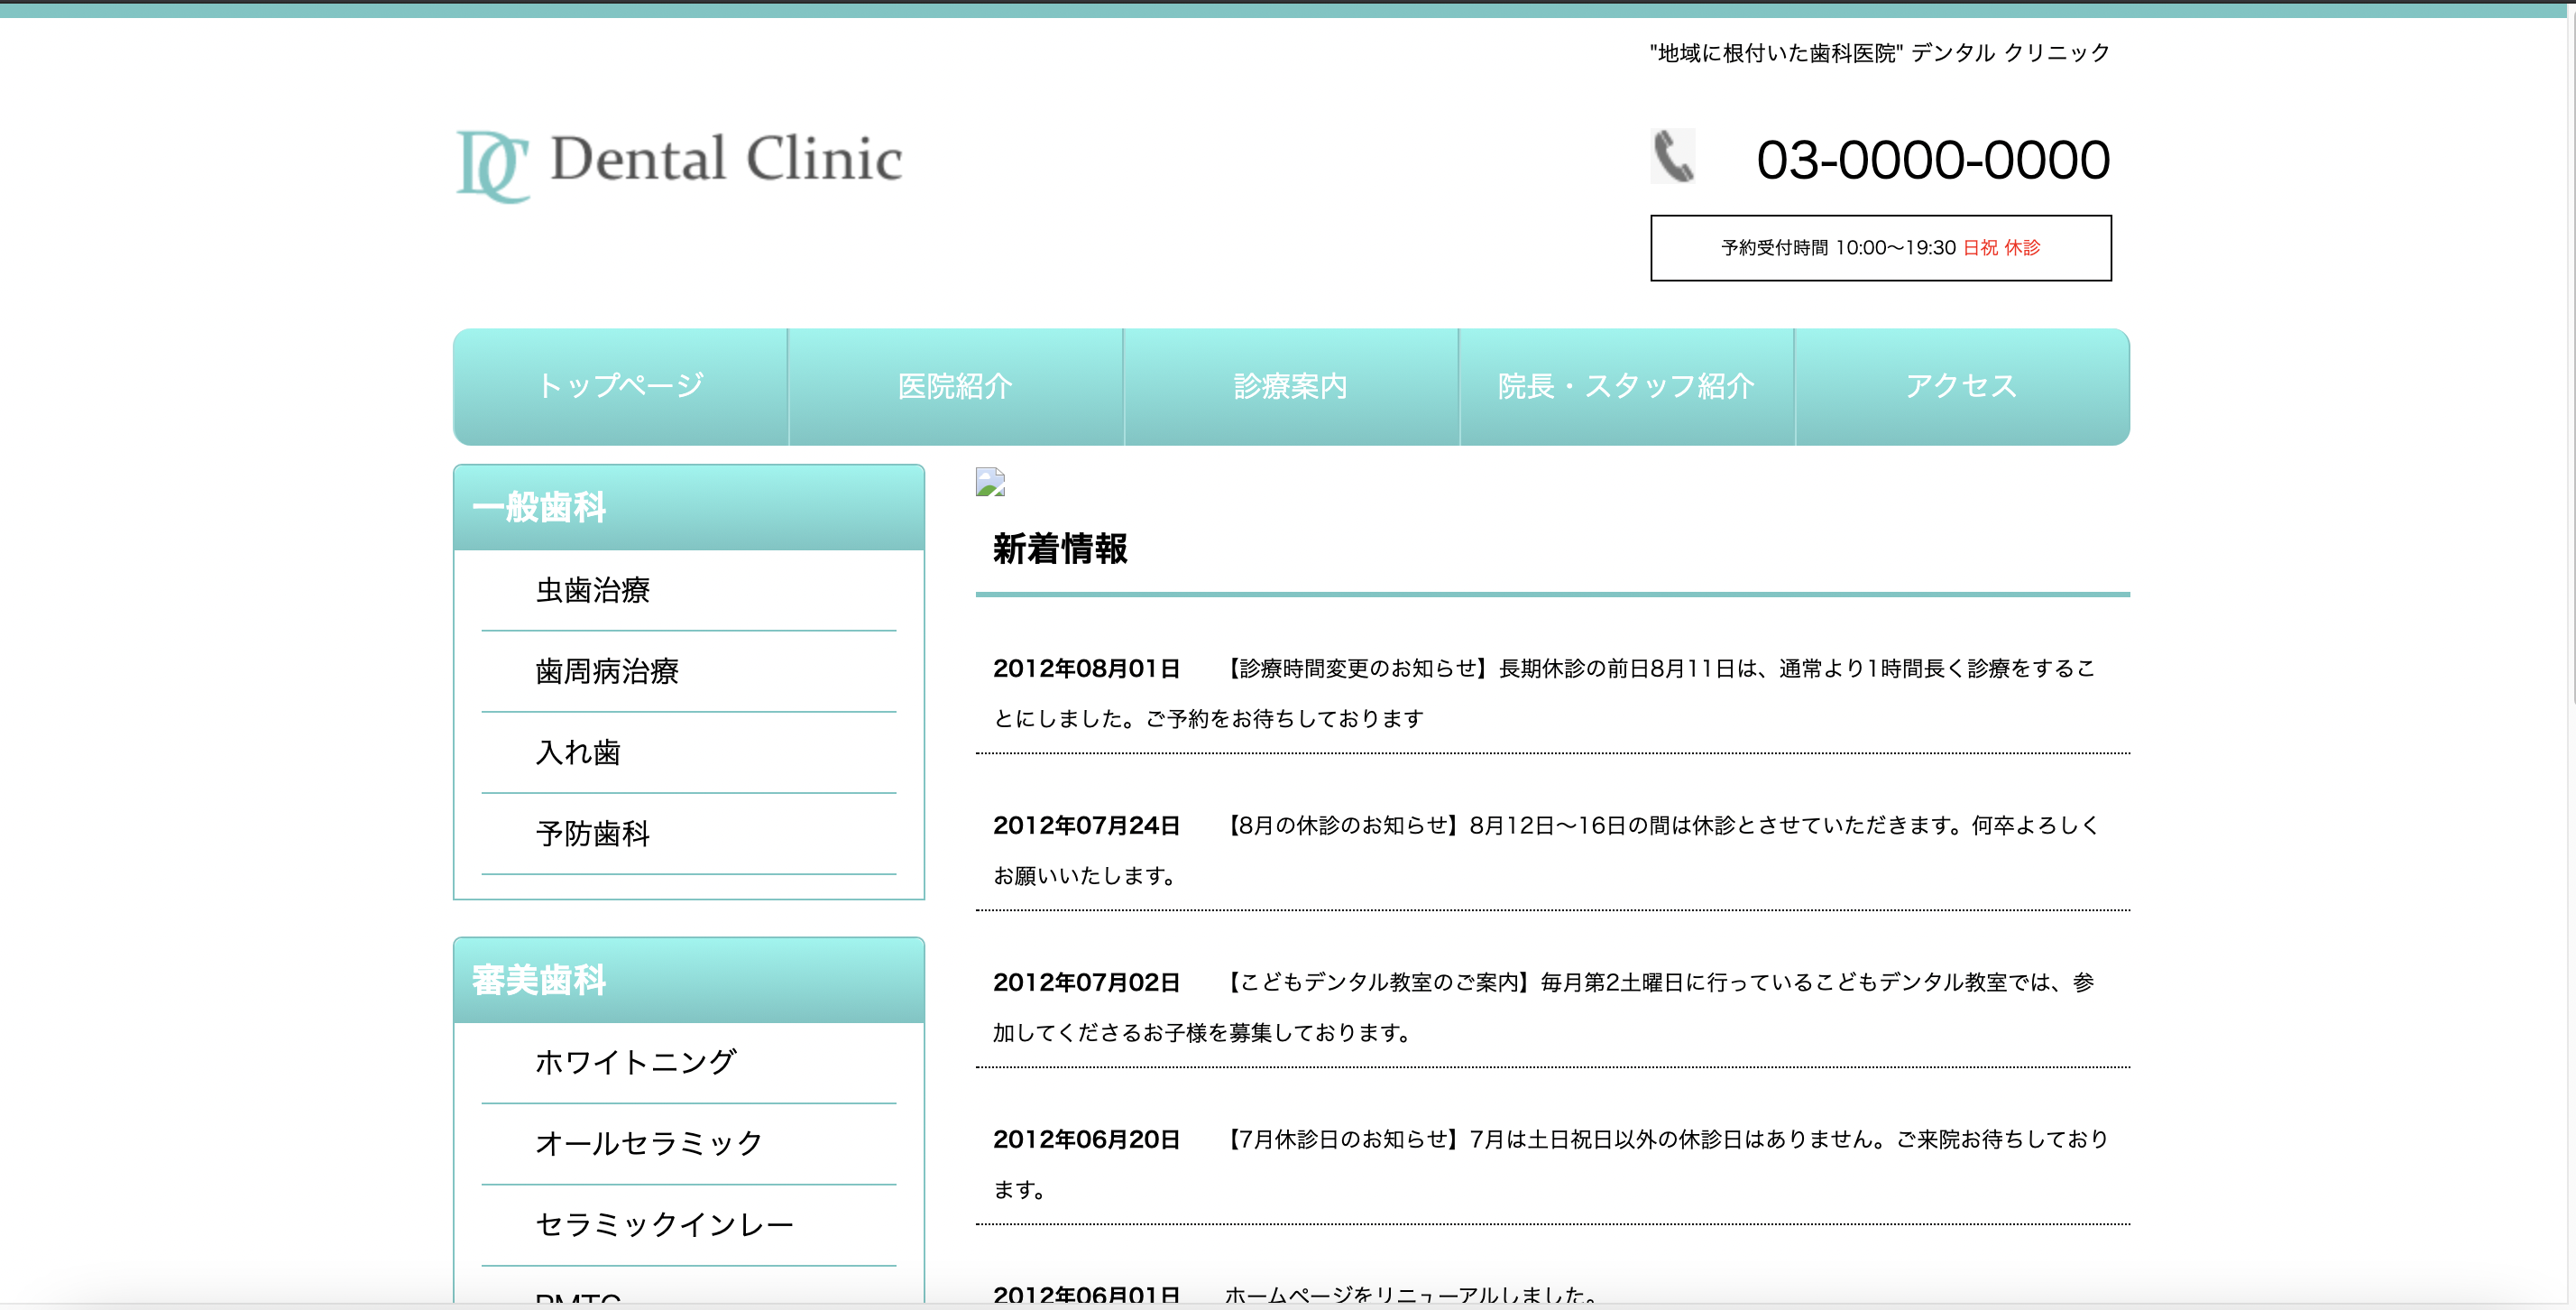 "地域に根付いた歯科医院" デンタル クリニック
DC Dental Clinic
03-0000-0000
予約受付時間 10:00〜19:30 日祝 休診
トップページ
医院紹介
診療案内
院長・スタッフ紹介
アクセス
一般歯科
虫歯治療
歯周病治療
入れ歯
予防歯科
審美歯科
ホワイトニング
オールセラミック
セラミックインレー
PMTC
新着情報
2012年08月01日 【診療時間変更のお知らせ】長期休診の前日8月11日は、通常より1時間長く診療をするこ
とにしました。ご予約をお待ちしております
2012年07月24日 【8月の休診のお知らせ】8月12日〜16日の間は休診とさせていただきます。何卒よろしく
お願いいたします。
2012年07月02日 【こどもデンタル教室のご案内】毎月第2土曜日に行っているこどもデンタル教室では、参
加してくださるお子様を募集しております。
2012年06月20日 【7月休診日のお知らせ】7月は土日祝日以外の休診日はありません。ご来院お待ちしており
ます。
2012年06月01日 ホームページをリニューアルしました。